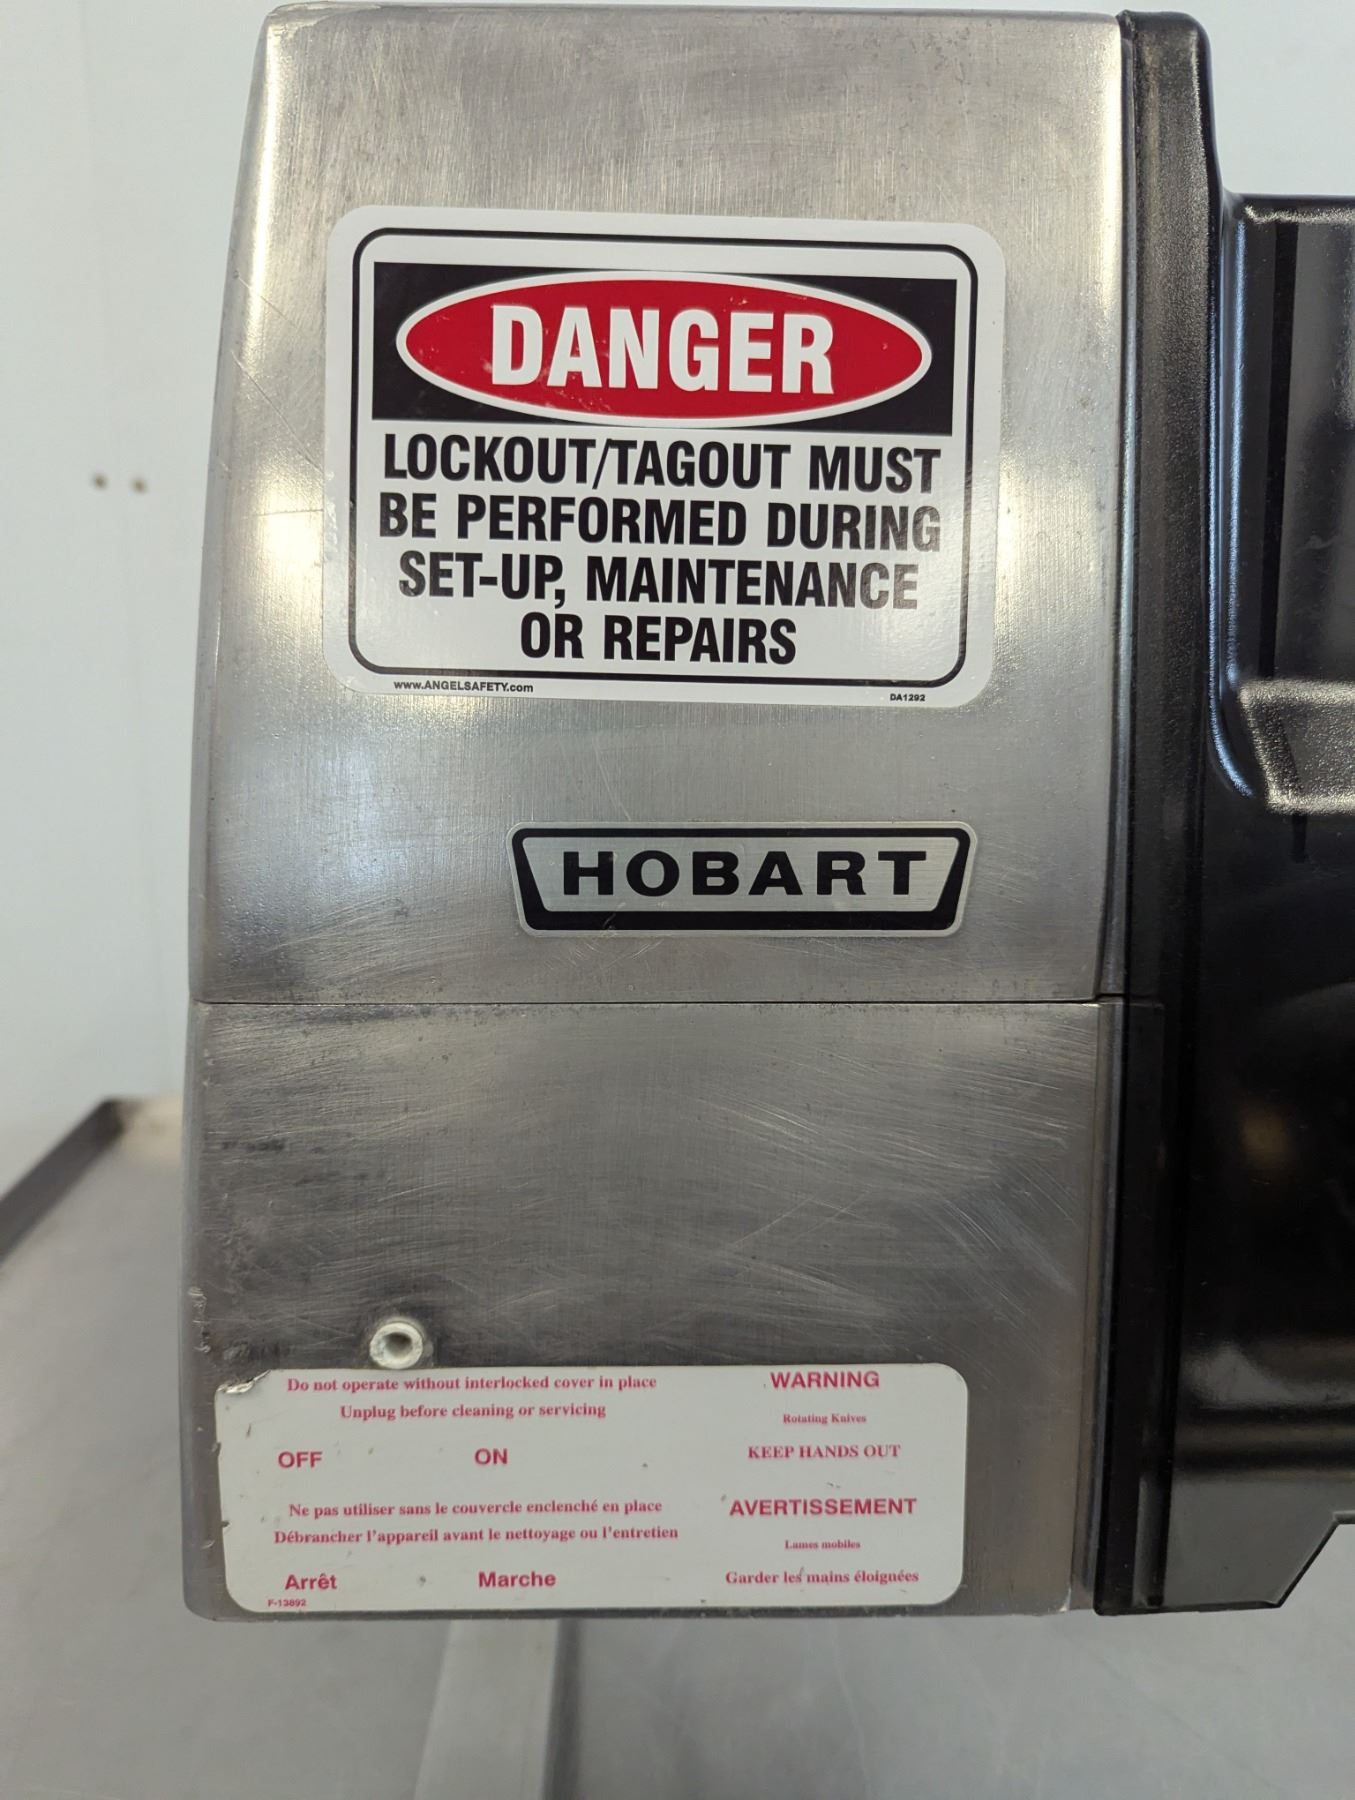 DANGER
LOCKOUT/TAGOUT MUST
BE PERFORMED DURING
SET-UP, MAINTENANCE
OR REPAIRS
www.ANGELSAFETY.com
DA1292
HOBART
Do not operate without interlocked cover in place
Unplug before cleaning or servicing
OFF ON
Ne pas utiliser sans le couvercle enclenché en place
Débrancher l'appareil avant le nettoyage ou l'entretien
Arrêt Marche
F-13892
WARNING
Rotating Knives
KEEP HANDS OUT
AVERTISSEMENT
Lames mobiles
Garder les mains éloignées